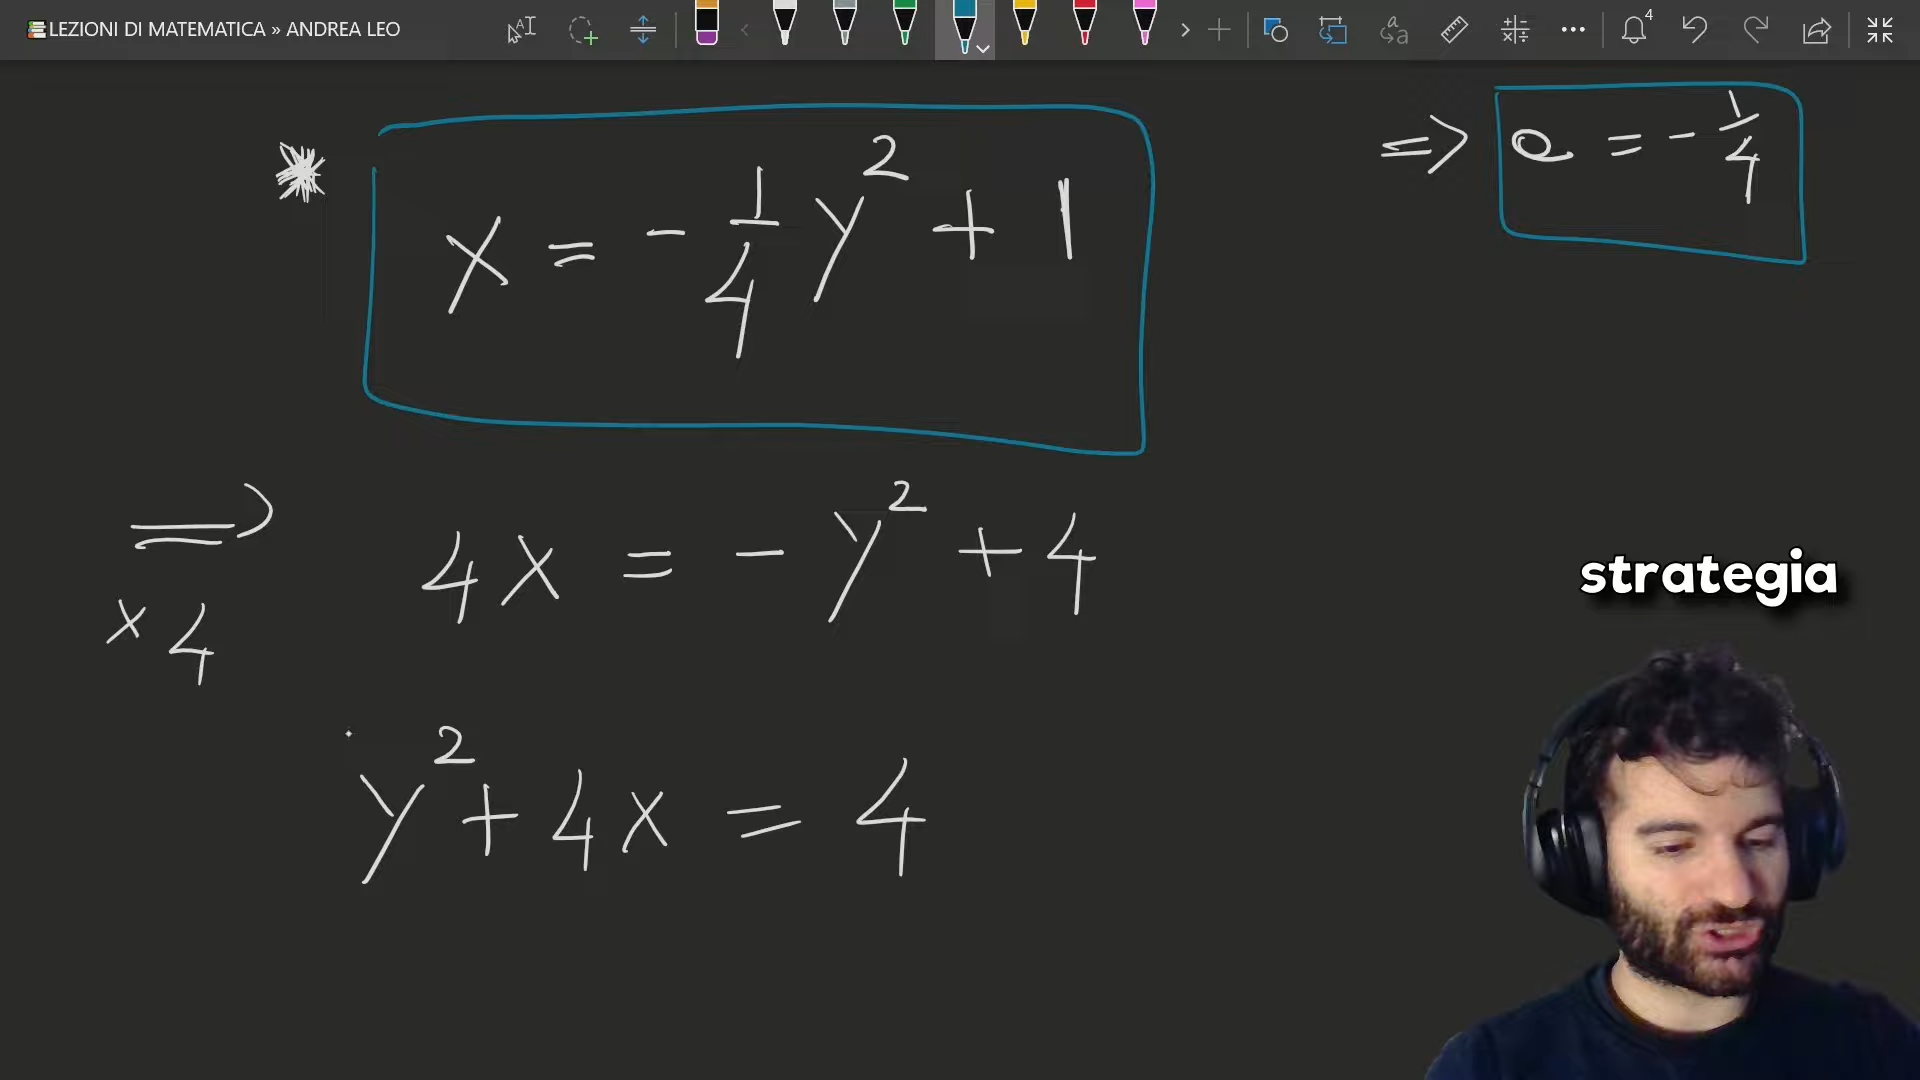 LEZIONI DI MATEMATICA » ANDREA LEO
4
* x = - 1/4 y² + 1
=> a = - 1/4
=> 4x = - y² + 4
x 4
strategia
y² + 4x = 4